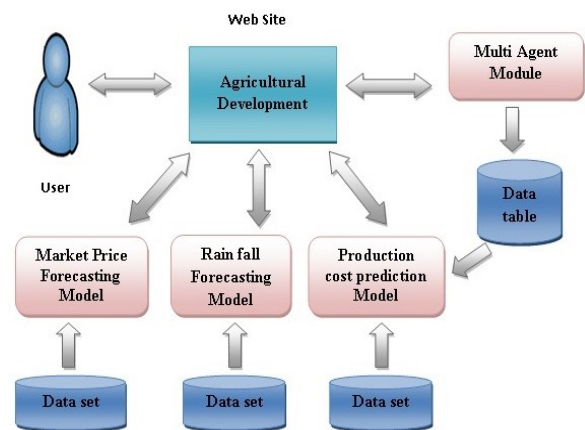 Web Site
Agricultural
Development
Multi Agent
Module
User
Data
table
Market Price
Forecasting
Model
Rain fall
Forecasting
Model
Production
cost prediction
Model
Data set
Data set
Data set